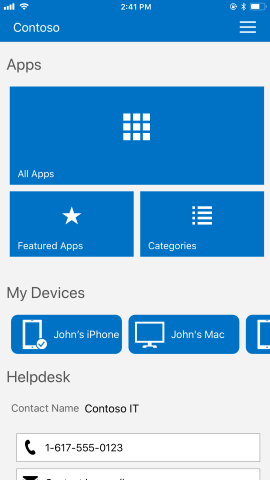 2:41 PM
Contoso
Apps
All Apps
Featured Apps
Categories
My Devices
John's iPhone
John's Mac
Helpdesk
Contact Name Contoso IT
1-617-555-0123